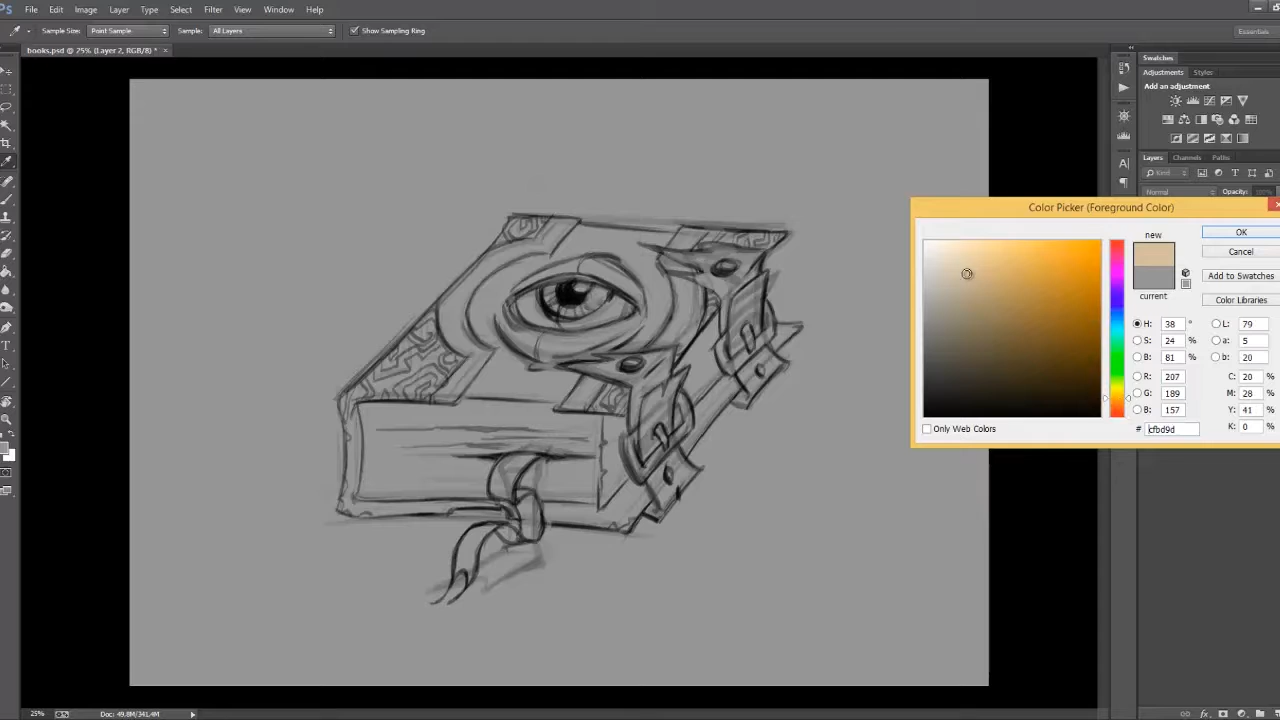 Ps File Edit Image Layer Type Select Filter View Window Help
Sample Size: Point Sample Sample: All Layers Show Sampling Ring Essentials
books.psd @ 25% (Layer 2, RGB/8) * ×
Swatches
Adjustments Styles
Add an adjustment
Layers Channels Paths
Kind
Normal Opacity:
Color Picker (Foreground Color)
new
current
OK
Cancel
Add to Swatches
Color Libraries
H: 38 ° L: 79
S: 24 % a: 5
B: 81 % b: 20
R: 207 C: 20 %
G: 189 M: 28 %
B: 157 Y: 41 %
K: 0 %
Only Web Colors # cfbd9d
25% Doc: 49.8M/341.4M